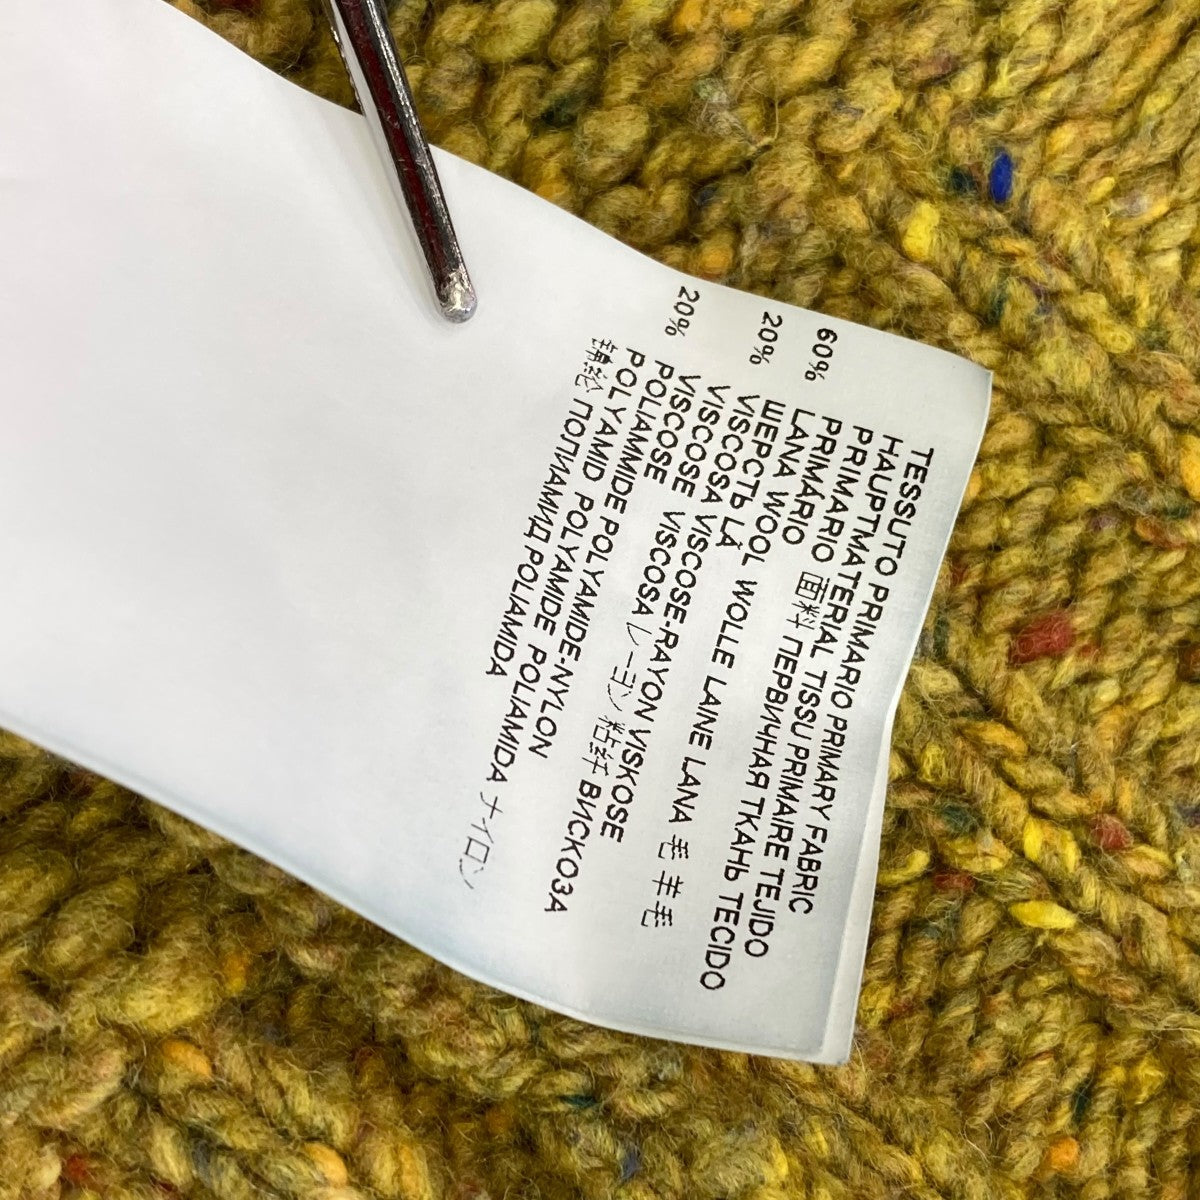 TESSUTO PRIMARIO PRIMARY FABRIC
HAUPTMATERIAL TISSU PRIMAIRE TEJIDO
PRIMARIO 面料 ПЕРВИЧНАЯ ТКАНЬ TECIDO
PRIMÁRIO
60% LANA WOOL WOLLE LAINE LANA 毛 羊毛
ШЕРСТЬ LÁ
20% VISCOSA VISCOSE-RAYON VISKOSE
VISCOSE VISCOSA レーヨン 粘纤 ВИСКОЗА
VISCOSE
20% POLIAMMIDE POLYAMIDE-NYLON
POLYAMID POLYAMIDE POLIAMIDA ナイロン
锦纶 ПОЛИАМИД POLIAMIDA